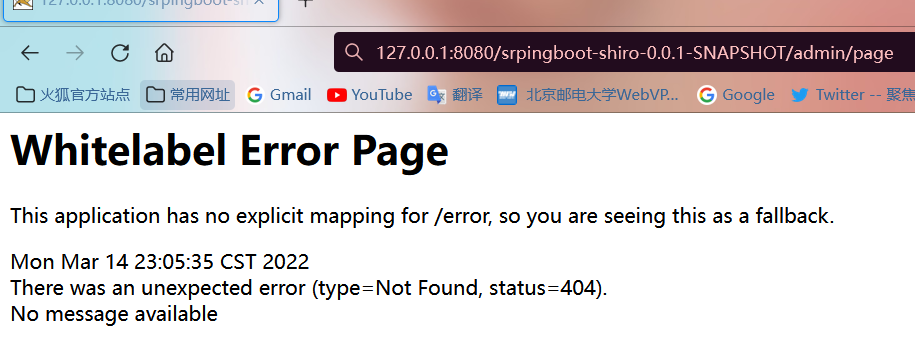 127.0.0.1:8080/srpingboot-sh
127.0.0.1:8080/srpingboot-shiro-0.0.1-SNAPSHOT/admin/page
火狐官方站点 常用网址 Gmail YouTube 翻译 北京邮电大学WebVP... Google Twitter -- 聚焦
Whitelabel Error Page
This application has no explicit mapping for /error, so you are seeing this as a fallback.
Mon Mar 14 23:05:35 CST 2022
There was an unexpected error (type=Not Found, status=404).
No message available